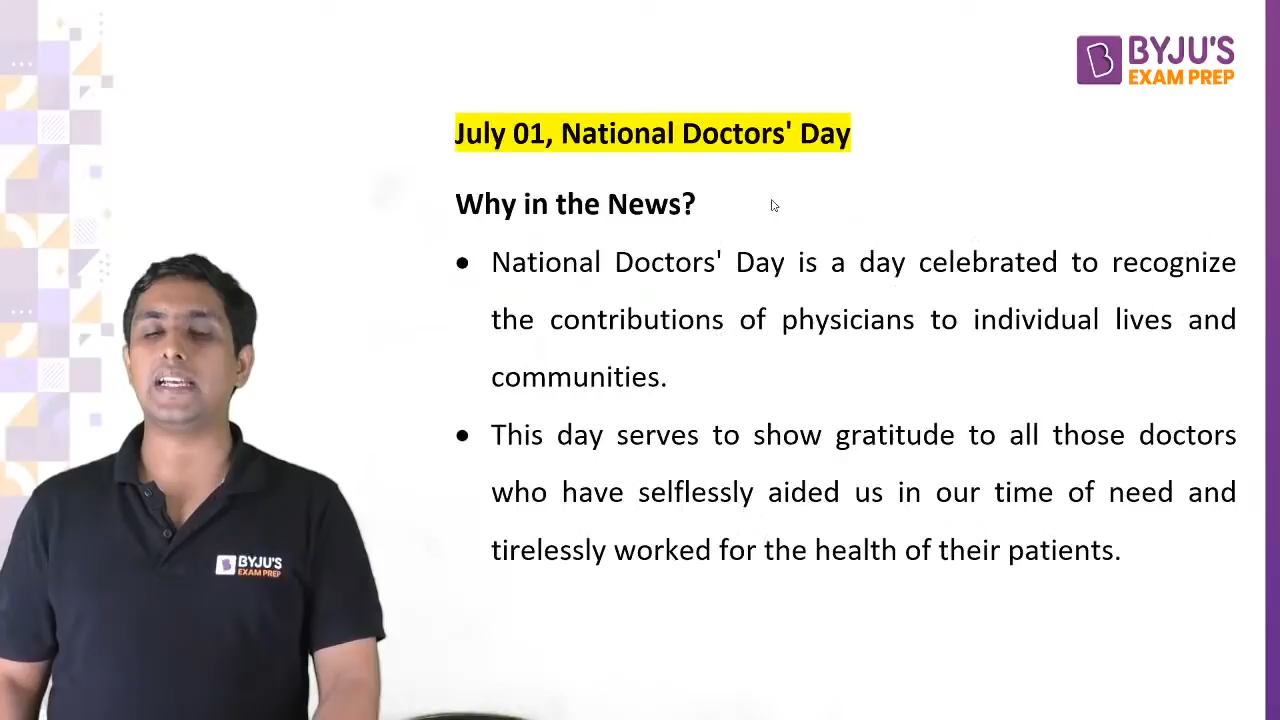 BYJU'S
EXAM PREP
July 01, National Doctors' Day
Why in the News?
• National Doctors' Day is a day celebrated to recognize
the contributions of physicians to individual lives and
communities.
• This day serves to show gratitude to all those doctors
who have selflessly aided us in our time of need and
tirelessly worked for the health of their patients.
BYJU'S
EXAM PREP